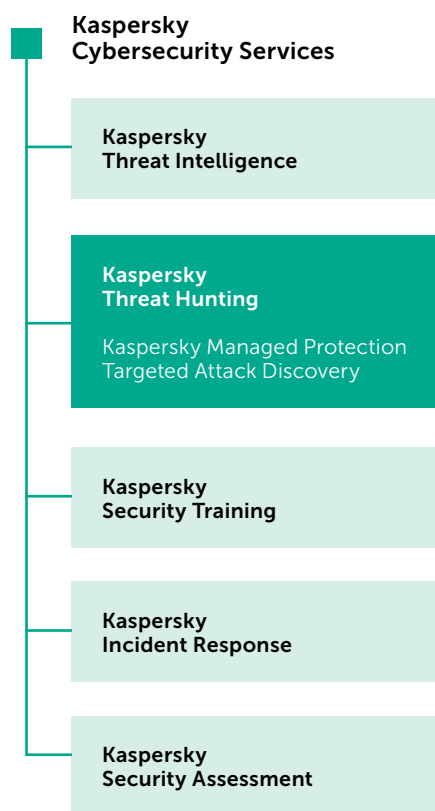 Kaspersky
Cybersecurity Services
Kaspersky
Threat Intelligence
Kaspersky
Threat Hunting
Kaspersky Managed Protection
Targeted Attack Discovery
Kaspersky
Security Training
Kaspersky
Incident Response
Kaspersky
Security Assessment